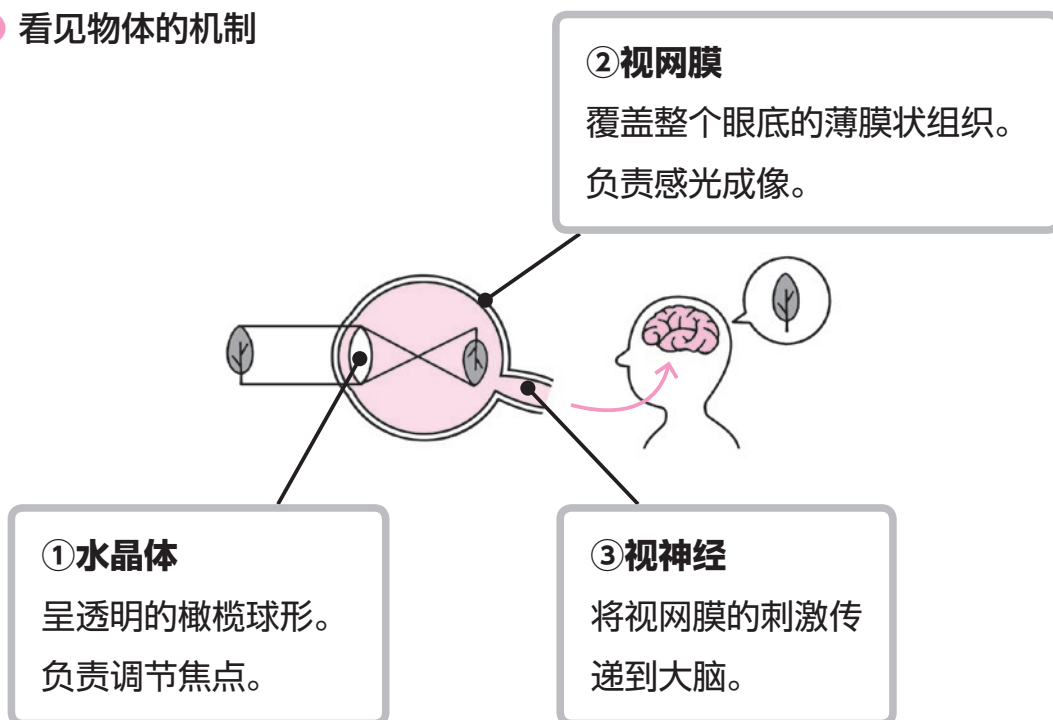 看见物体的机制
②视网膜
覆盖整个眼底的薄膜状组织。
负责感光成像。
①水晶体
呈透明的橄榄球形。
负责调节焦点。
③视神经
将视网膜的刺激传
递到大脑。